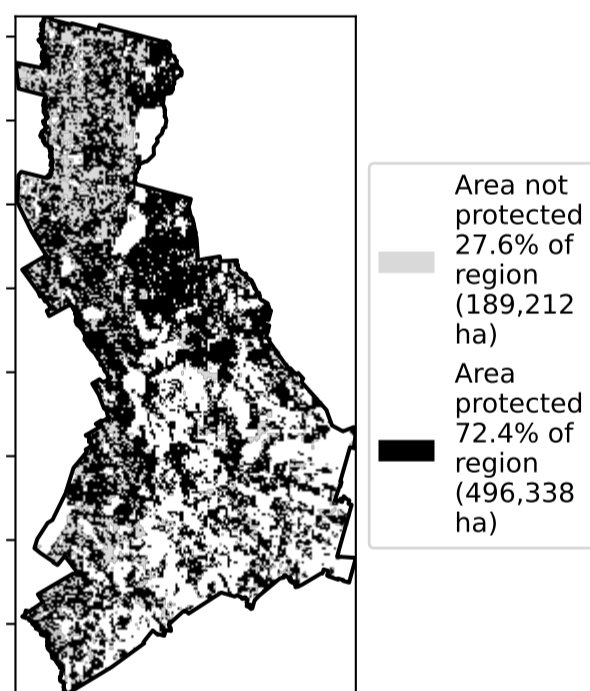 Area not
protected
27.6% of
region
(189,212
ha)
Area
protected
72.4% of
region
(496,338
ha)